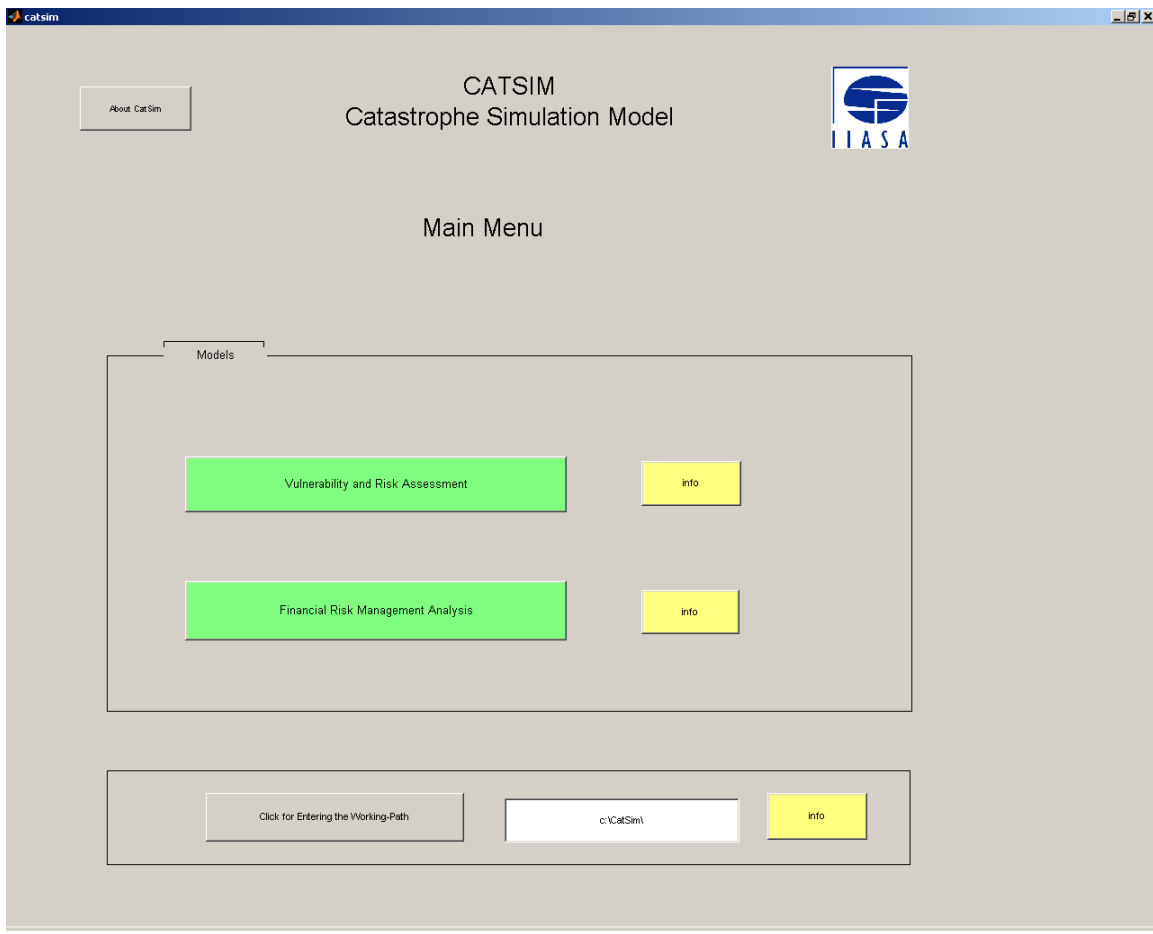 catsim
About CatSim
CATSIM
Catastrophe Simulation Model
IIASA
Main Menu
Models
Vulnerability and Risk Assessment
info
Financial Risk Management Analysis
info
Click for Entering the Working-Path
c:\CatSim\
info